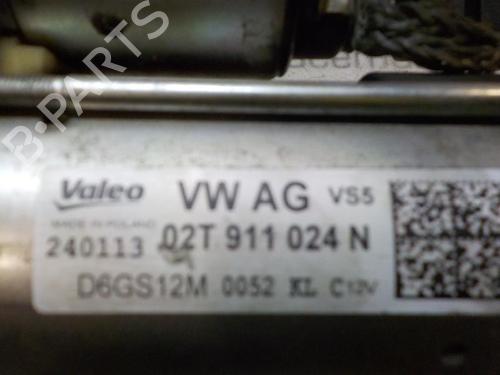 B-PARTS
Valeo VW AG VS5
MADE IN POLAND
240113 02T 911 024 N
D6GS12M 0052 KL C12V